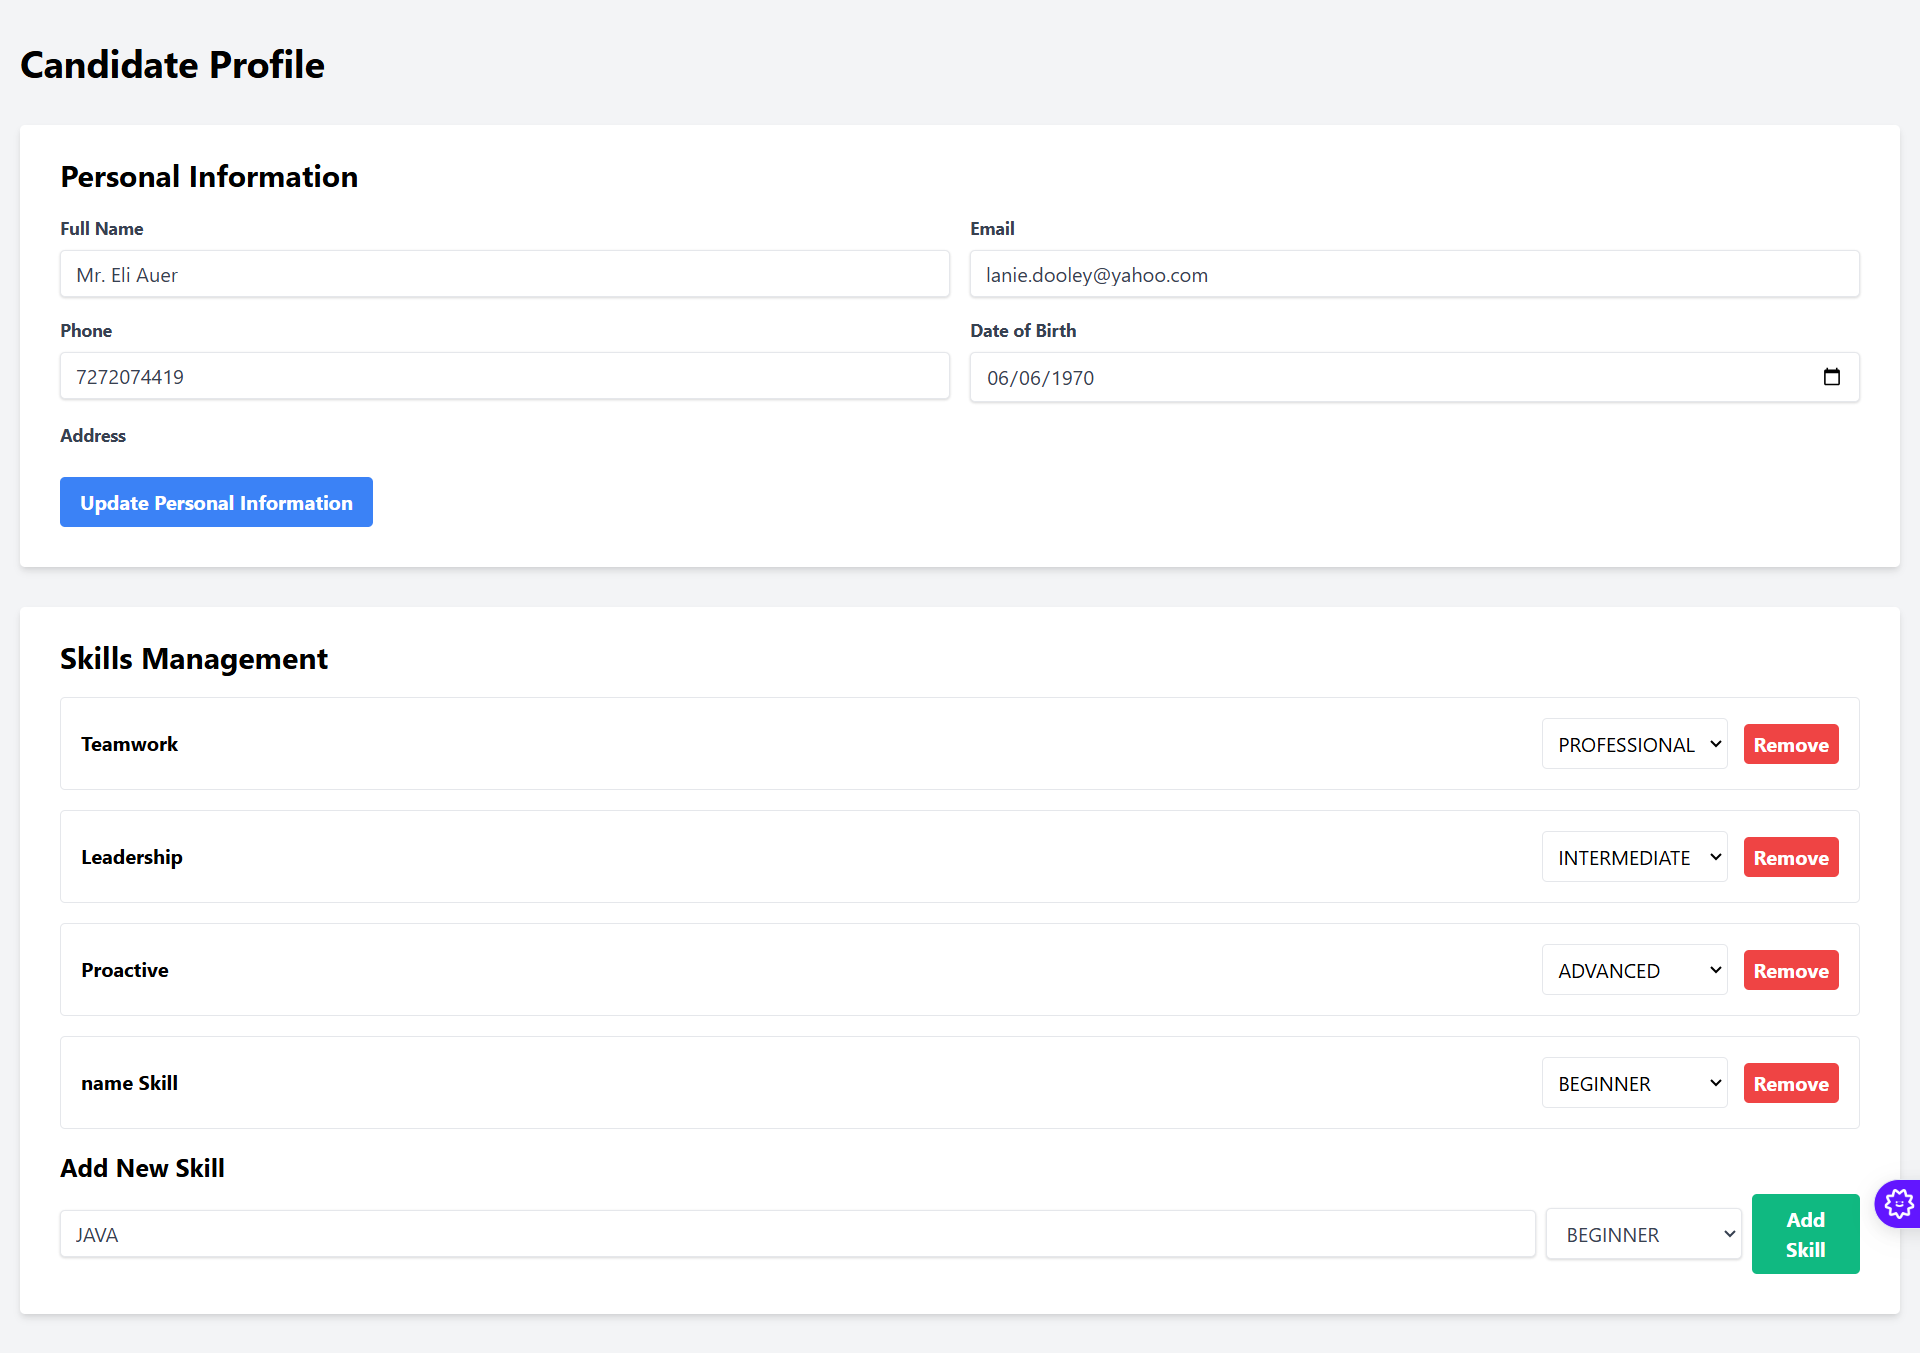 Candidate Profile
Personal Information
Full Name
Email
Mr. Eli Auer
lanie.dooley@yahoo.com
Phone
Date of Birth
7272074419
06/06/1970
Address
Update Personal Information
Skills Management
Teamwork
PROFESSIONAL
Remove
Leadership
INTERMEDIATE
Remove
Proactive
ADVANCED
Remove
name Skill
BEGINNER
Remove
Add New Skill
JAVA
BEGINNER
Add
Skill